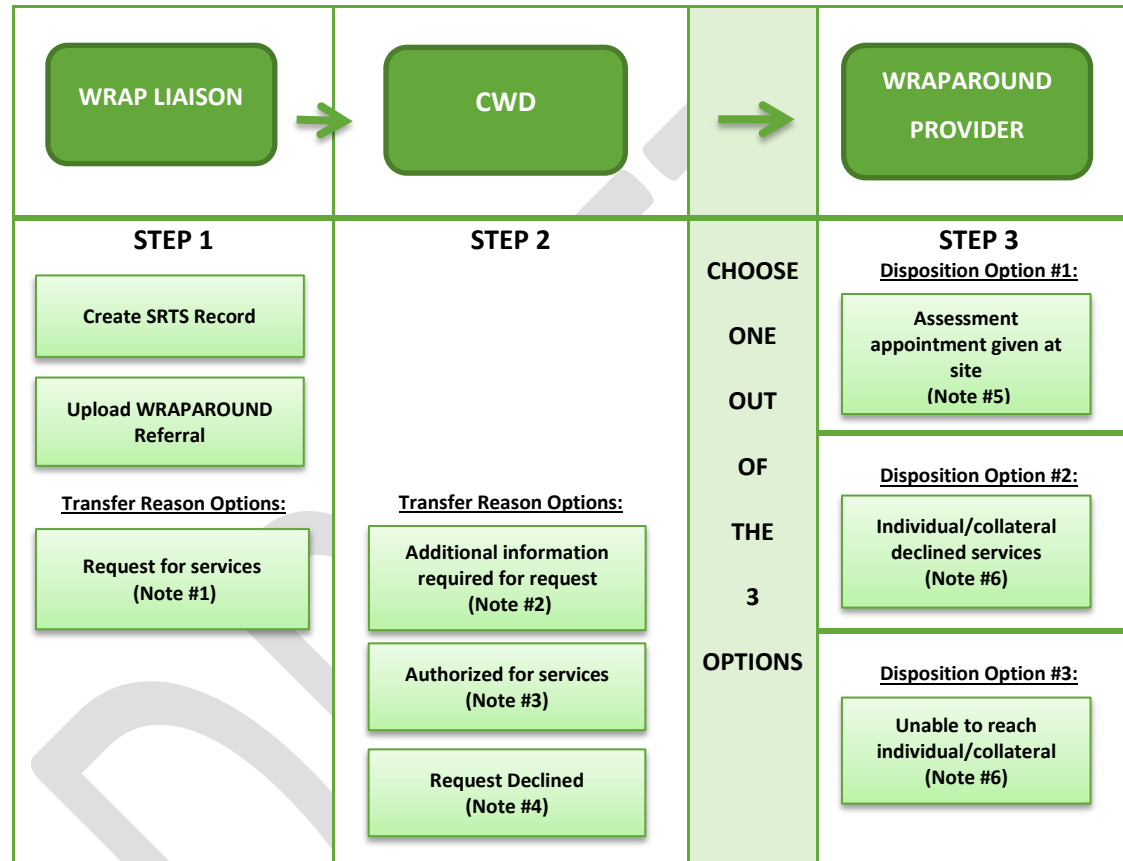 WRAP LIAISON
CWD
WRAPAROUND
PROVIDER
STEP 1
Create SRTS Record
Upload WRAPAROUND
Referral
Transfer Reason Options:
Request for services
(Note #1)
STEP 2
Transfer Reason Options:
Additional information
required for request
(Note #2)
Authorized for services
(Note #3)
Request Declined
(Note #4)
CHOOSE
ONE
OUT
OF
THE
3
OPTIONS
STEP 3
Disposition Option #1:
Assessment
appointment given at
site
(Note #5)
Disposition Option #2:
Individual/collateral
declined services
(Note #6)
Disposition Option #3:
Unable to reach
individual/collateral
(Note #6)